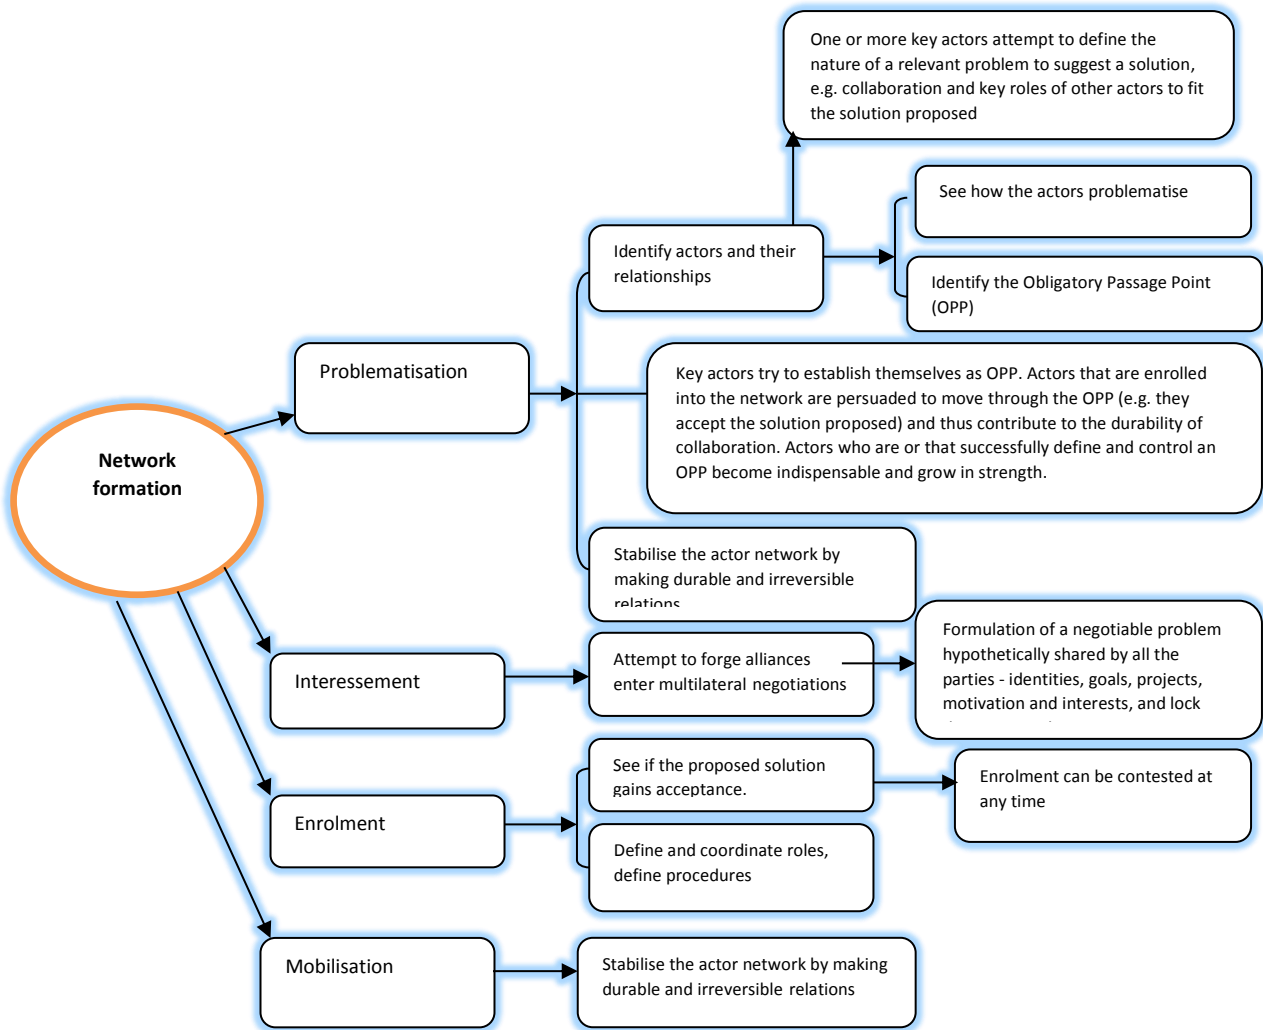 One or more key actors attempt to define the
nature of a relevant problem to suggest a solution,
e.g. collaboration and key roles of other actors to fit
the solution proposed
See how the actors problematise
Identify actors and their
relationships
Identify the Obligatory Passage Point
(OPP)
Problematisation
Key actors try to establish themselves as OPP. Actors that are enrolled
into the network are persuaded to move through the OPP (e.g. they
accept the solution proposed) and thus contribute to the durability of
collaboration. Actors who are or that successfully define and control an
OPP become indispensable and grow in strength.
Network
formation
Stabilise the actor network by
making durable and irreversible
relations
Interessement
Attempt to forge alliances
enter multilateral negotiations
Formulation of a negotiable problem
hypothetically shared by all the
parties - identities, goals, projects,
motivation and interests, and lock
Enrolment
See if the proposed solution
gains acceptance.
Enrolment can be contested at
any time
Define and coordinate roles,
define procedures
Mobilisation
Stabilise the actor network by making
durable and irreversible relations